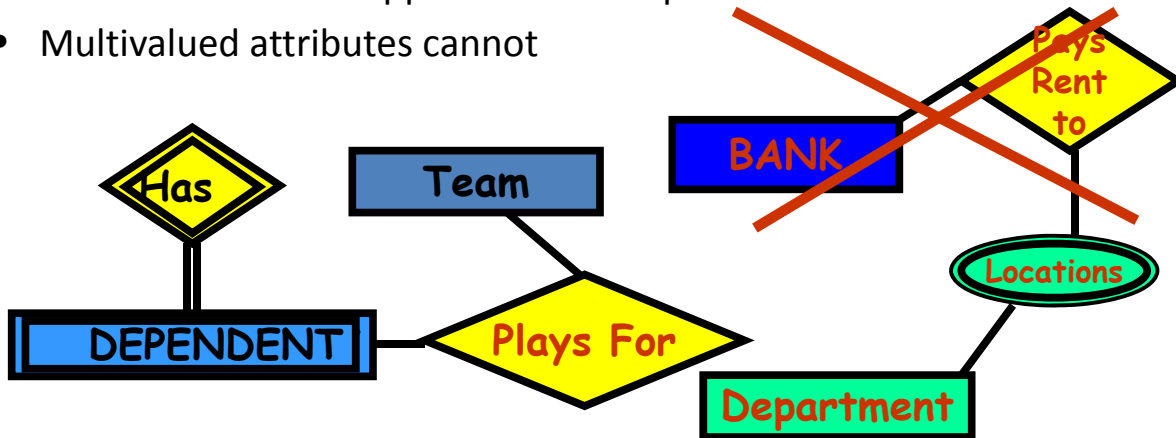 • Multivalued attributes cannot
Pays
Rent
to
BANK
Has
Team
Locations
DEPENDENT
Plays For
Department